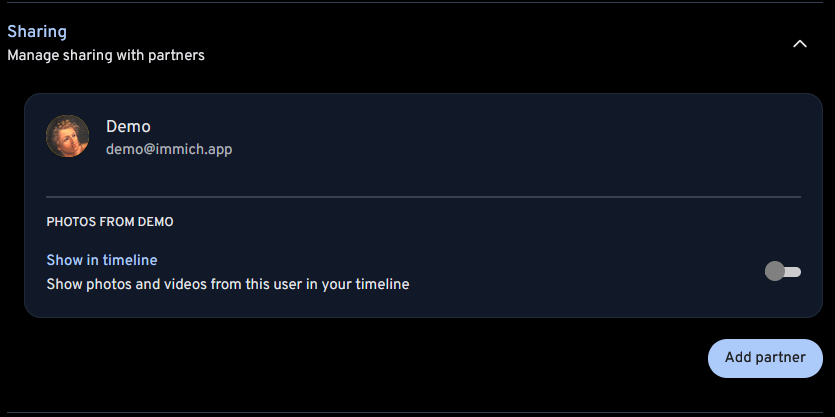 Sharing
Manage sharing with partners
Demo
demo@immich.app
PHOTOS FROM DEMO
Show in timeline
Show photos and videos from this user in your timeline
Add partner